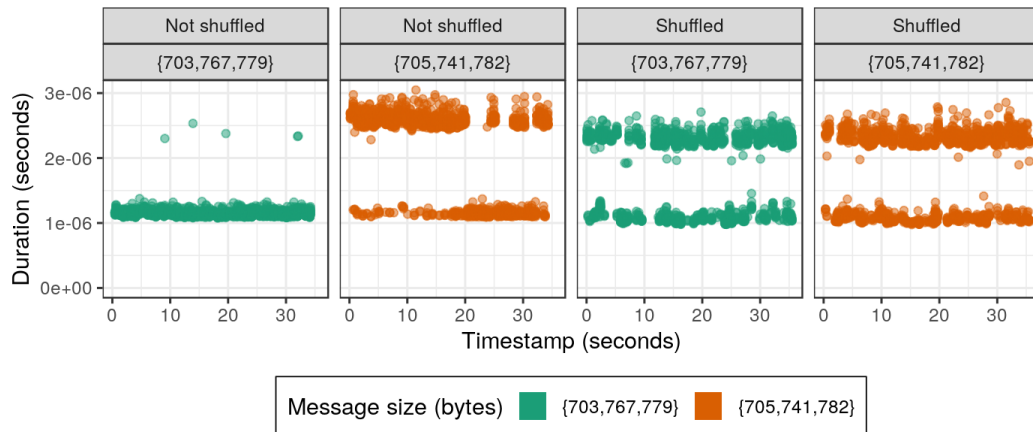 Not shuffled Not shuffled Shuffled Shuffled
{703,767,779} {705,741,782} {703,767,779} {705,741,782}
3e-06
2e-06
1e-06
0e+00
Duration (seconds)
0 10 20 30 0 10 20 30 0 10 20 30 0 10 20 30
Timestamp (seconds)
Message size (bytes) {703,767,779} {705,741,782}